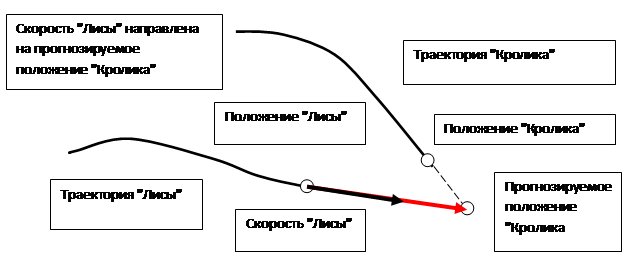 Скорость "Лисы" направлена
на прогнозируемое
положение "Кролика"
Траектория "Кролика"
Положение "Лисы"
Положение "Кролика"
Траектория "Лисы"
Прогнозируемое
положение
"Кролика
Скорость "Лисы"